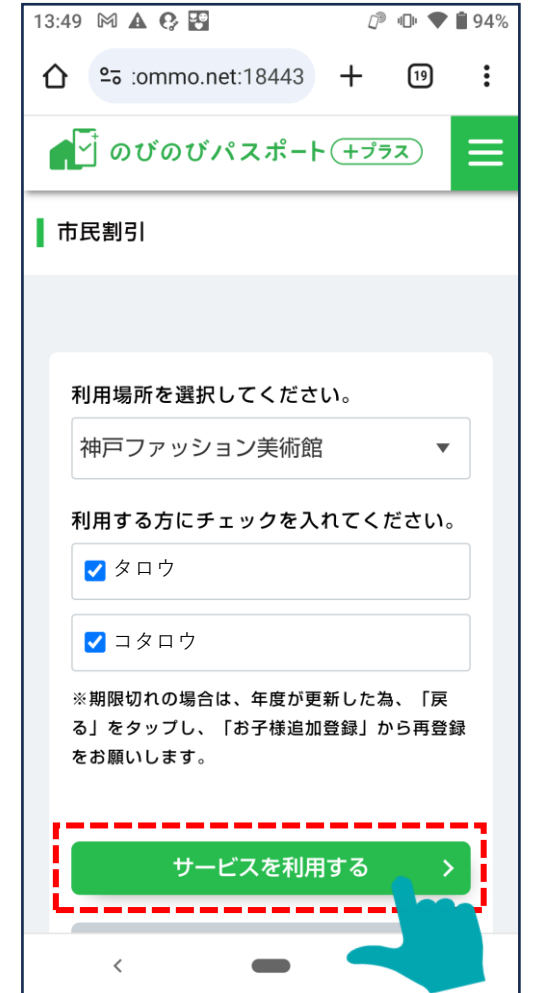 13:49 94%
:ommo.net:18443 19
のびのびパスポート +プラス
市民割引
利用場所を選択してください。
神戸ファッション美術館
利用する方にチェックを入れてください。
タロウ
コタロウ
※期限切れの場合は、年度が更新した為、「戻
る」をタップし、「お子様追加登録」から再登録
をお願いします。
サービスを利用する